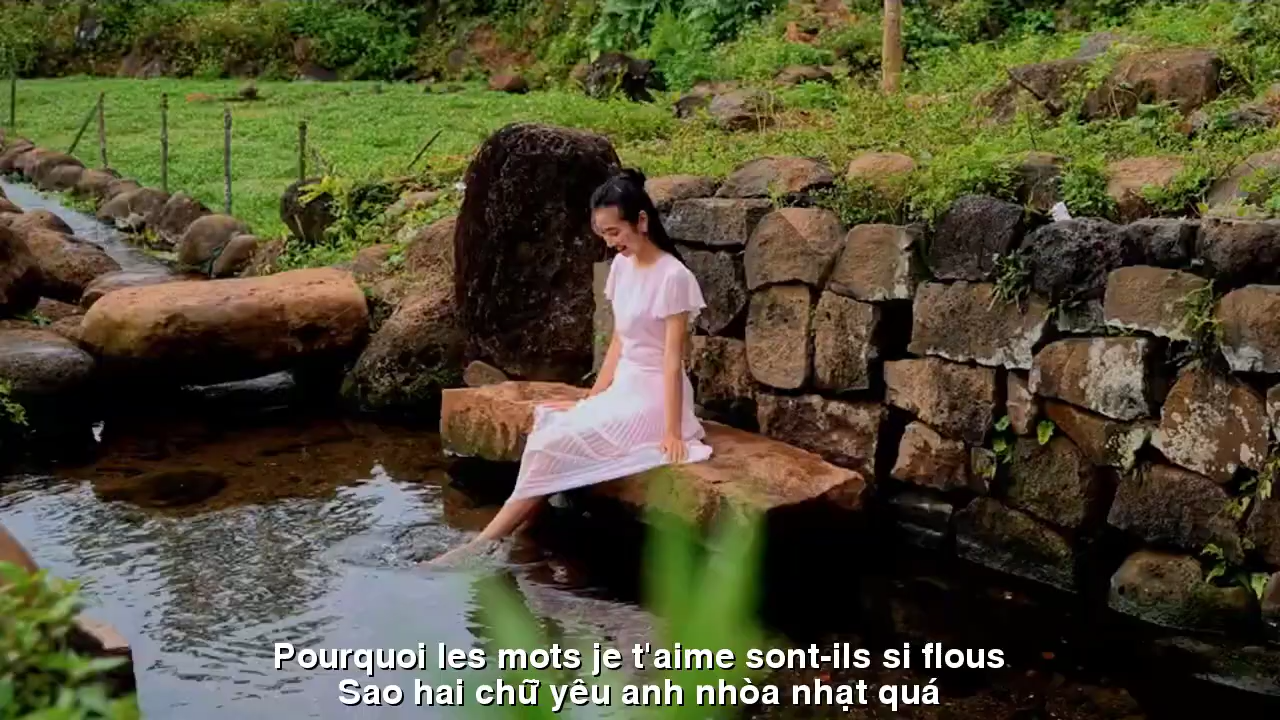 Pourquoi les mots je t'aime sont-ils si flous
Sao hai chữ yêu anh nhòa nhạt quá